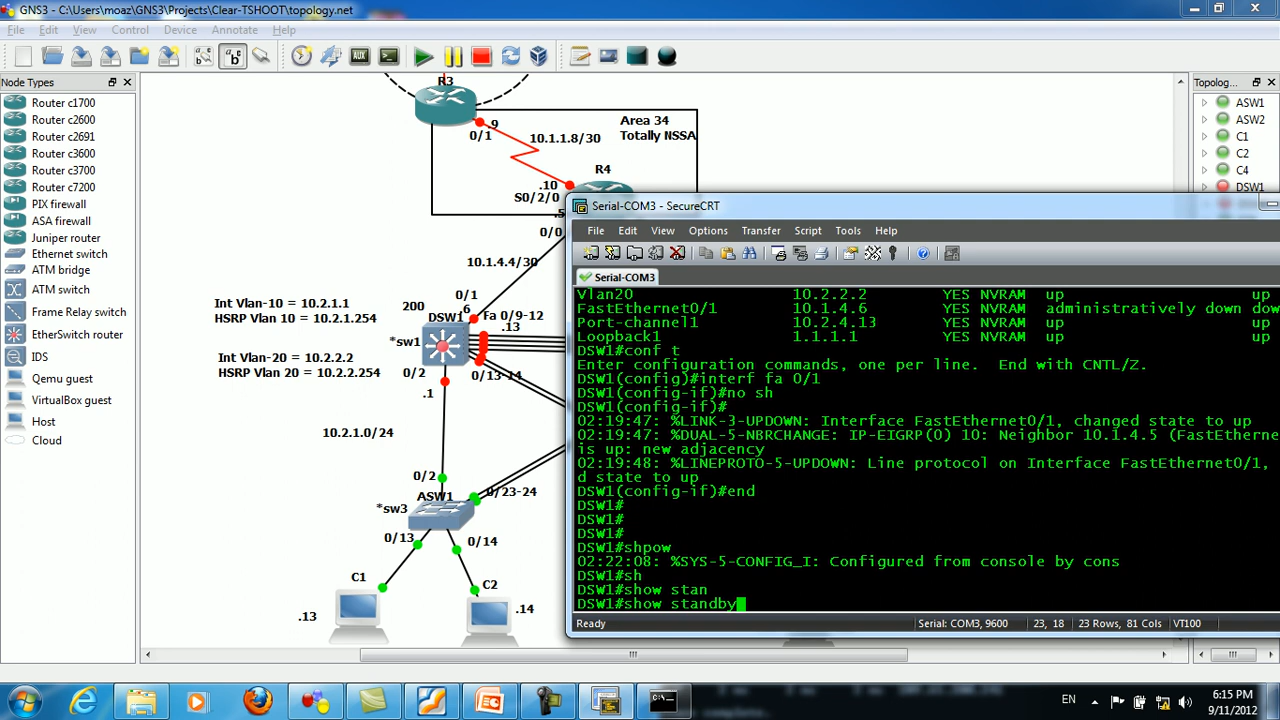 GNS3 - C:\Users\moaz\GNS3\Projects\Clear-TSHOOT\topology.net
File Edit View Control Device Annotate Help
Node Types
Router c1700
Router c2600
Router c2691
Router c3600
Router c3700
Router c7200
PIX firewall
ASA firewall
Juniper router
Ethernet switch
ATM bridge
ATM switch
Frame Relay switch
EtherSwitch router
IDS
Qemu guest
VirtualBox guest
Host
Cloud
Topolog...
ASW1
ASW2
C1
C2
C4
DSW1
R3
.9
0/1
10.1.1.8/30
Area 34
Totally NSSA
R4
.10
S0/2/0
.5
0/0
10.1.4.4/30
0/1
6
Int Vlan-10 = 10.2.1.1
HSRP Vlan 10 = 10.2.1.254
200
DSW1
Fa 0/9-12
.13
*sw1
Int Vlan-20 = 10.2.2.2
HSRP Vlan 20 = 10.2.2.254
0/2
0/13-14
.1
10.2.1.0/24
0/2
ASW1
0/23-24
*sw3
0/13
0/14
C1
C2
.13
.14
Serial-COM3 - SecureCRT
File Edit View Options Transfer Script Tools Help
Serial-COM3
Vlan20 10.2.2.2 YES NVRAM up up
FastEthernet0/1 10.1.4.6 YES NVRAM administratively down dow
Port-channel1 10.2.4.13 YES NVRAM up up
Loopback1 1.1.1.1 YES NVRAM up up
DSW1#conf t
Enter configuration commands, one per line. End with CNTL/Z.
DSW1(config)#interf fa 0/1
DSW1(config-if)#no sh
DSW1(config-if)#
02:19:47: %LINK-3-UPDOWN: Interface FastEthernet0/1, changed state to up
02:19:47: %DUAL-5-NBRCHANGE: IP-EIGRP(0) 10: Neighbor 10.1.4.5 (FastEtherne
is up: new adjacency
02:19:48: %LINEPROTO-5-UPDOWN: Line protocol on Interface FastEthernet0/1,
d state to up
DSW1(config-if)#end
DSW1#
DSW1#
DSW1#
DSW1#shpow
02:22:08: %SYS-5-CONFIG_I: Configured from console by cons
DSW1#sh
DSW1#show stan
DSW1#show standby
Ready Serial: COM3, 9600 23, 18 23 Rows, 81 Cols VT100
EN
6:15 PM
9/11/2012